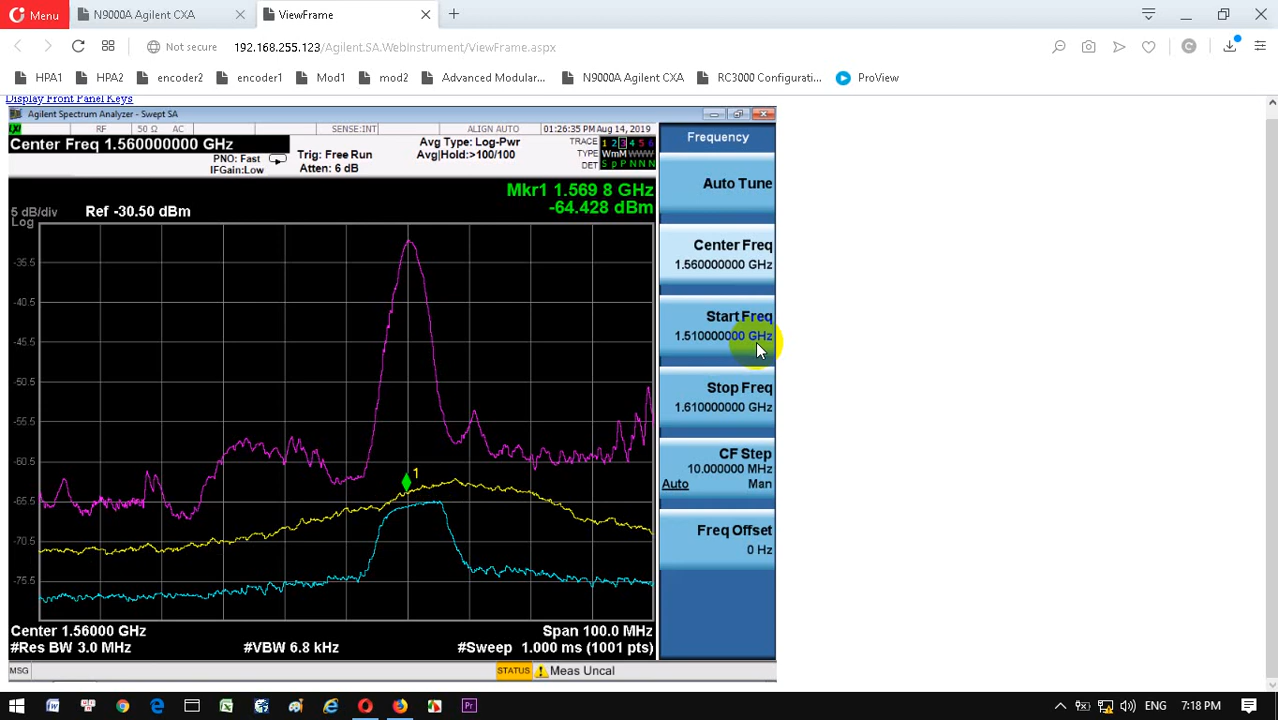 Menu
N9000A Agilent CXA
ViewFrame
Not secure 192.168.255.123/Agilent.SA.WebInstrument/ViewFrame.aspx
HPA1 HPA2 encoder2 encoder1 Mod1 mod2 Advanced Modular... N9000A Agilent CXA RC3000 Configurati... ProView
Display Front Panel Keys
Agilent Spectrum Analyzer - Swept SA
RF 50 Ω AC SENSE:INT ALIGN AUTO 01:26:35 PM Aug 14, 2019
Center Freq 1.560000000 GHz
PNO: Fast
IFGain:Low
Trig: Free Run
Atten: 6 dB
Avg Type: Log-Pwr
Avg|Hold:>100/100
TRACE 1 2 3 4 5 6
TYPE
DET S p P N N N
Mkr1 1.569 8 GHz
-64.428 dBm
5 dB/div
Log
Ref -30.50 dBm
-35.5
-40.5
-45.5
-50.5
-55.5
-60.5
-65.5
-70.5
-75.5
1
Center 1.56000 GHz
Span 100.0 MHz
#Res BW 3.0 MHz
#VBW 6.8 kHz
#Sweep 1.000 ms (1001 pts)
MSG
STATUS
Meas Uncal
Frequency
Auto Tune
Center Freq
1.560000000 GHz
Start Freq
1.510000000 GHz
Stop Freq
1.610000000 GHz
CF Step
10.000000 MHz
Auto Man
Freq Offset
0 Hz
ENG 7:18 PM